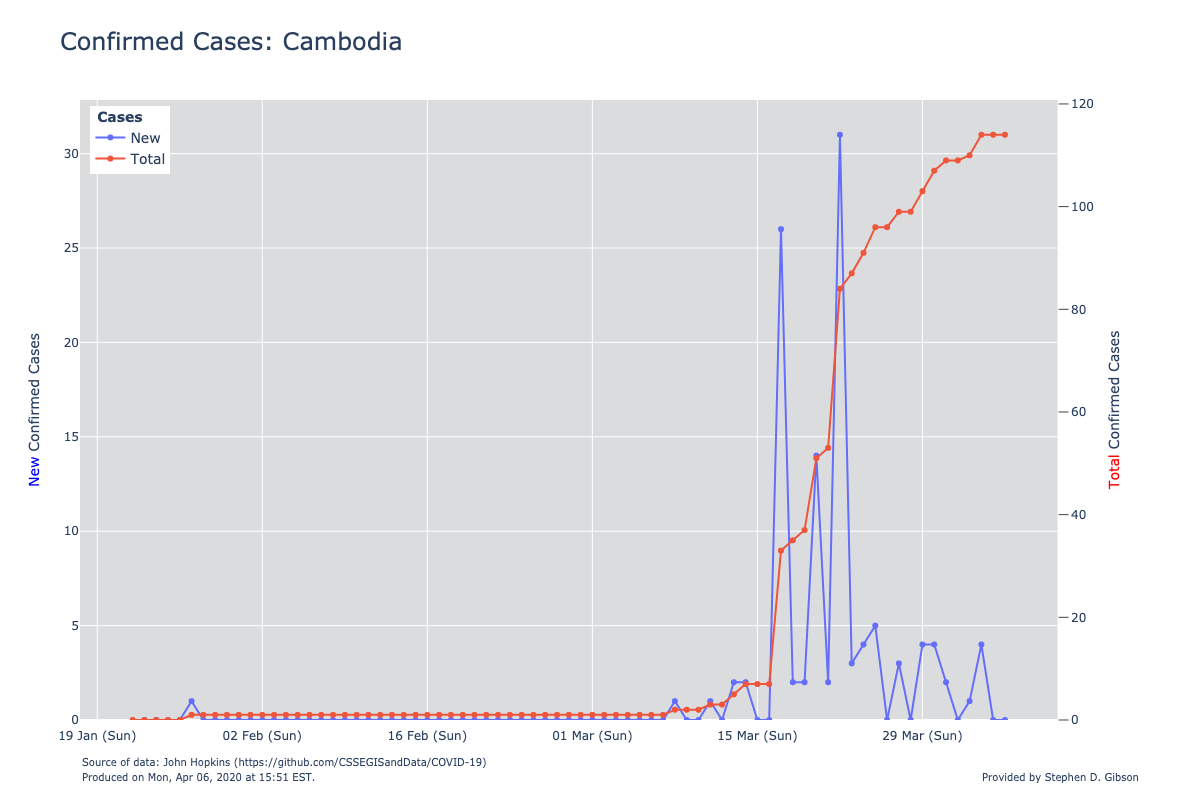 Confirmed Cases: Cambodia
Cases
New
Total
30
25
20
15
10
5
0
120
100
80
60
40
20
0
New Confirmed Cases
Total Confirmed Cases
19 Jan (Sun)
02 Feb (Sun)
16 Feb (Sun)
01 Mar (Sun)
15 Mar (Sun)
29 Mar (Sun)
Source of data: John Hopkins (https://github.com/CSSEGISandData/COVID-19)
Produced on Mon, Apr 06, 2020 at 15:51 EST.
Provided by Stephen D. Gibson